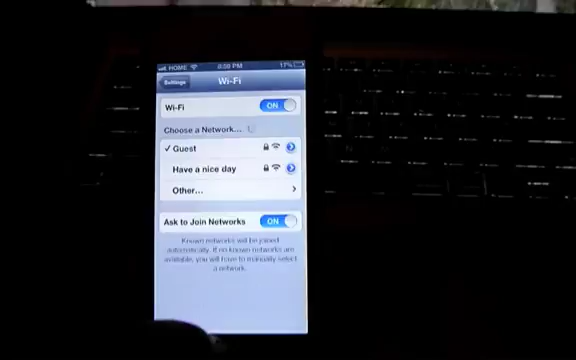 HOME 8:50 PM 17%
Settings Wi-Fi
Wi-Fi ON
Choose a Network...
✓ Guest
Have a nice day
Other...
Ask to Join Networks ON
Known networks will be joined
automatically. If no known networks are
available, you will have to manually select
a network.